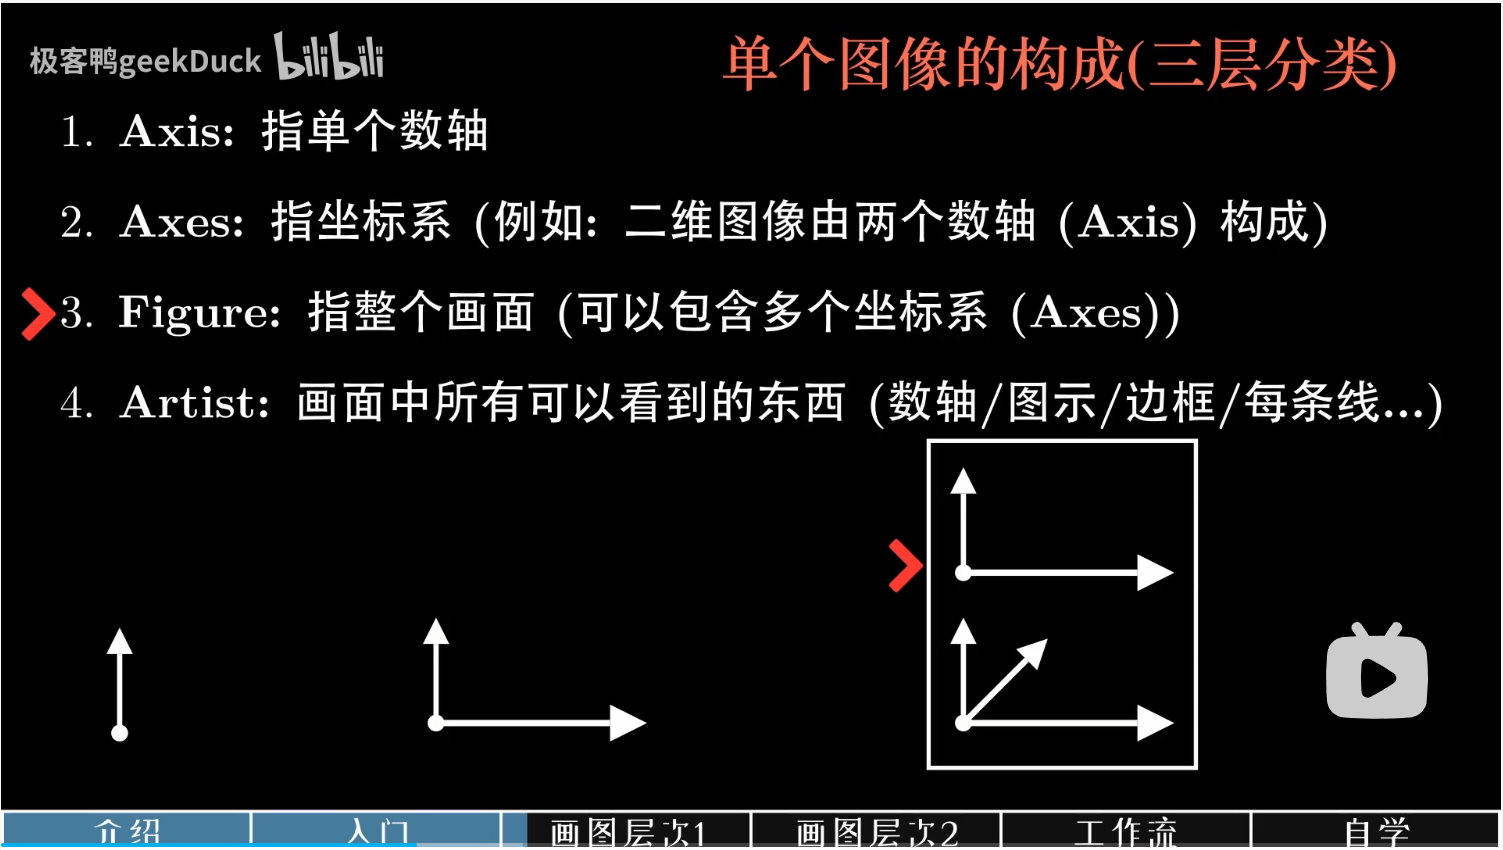 极客鸭geekDuck bilibili
单个图像的构成(三层分类)
1. Axis: 指单个数轴
2. Axes: 指坐标系 (例如: 二维图像由两个数轴 (Axis) 构成)
3. Figure: 指整个画面 (可以包含多个坐标系 (Axes))
4. Artist: 画面中所有可以看到的东西 (数轴/图示/边框/每条线...)
介绍 入门 画图层次1 画图层次2 工作流 自学